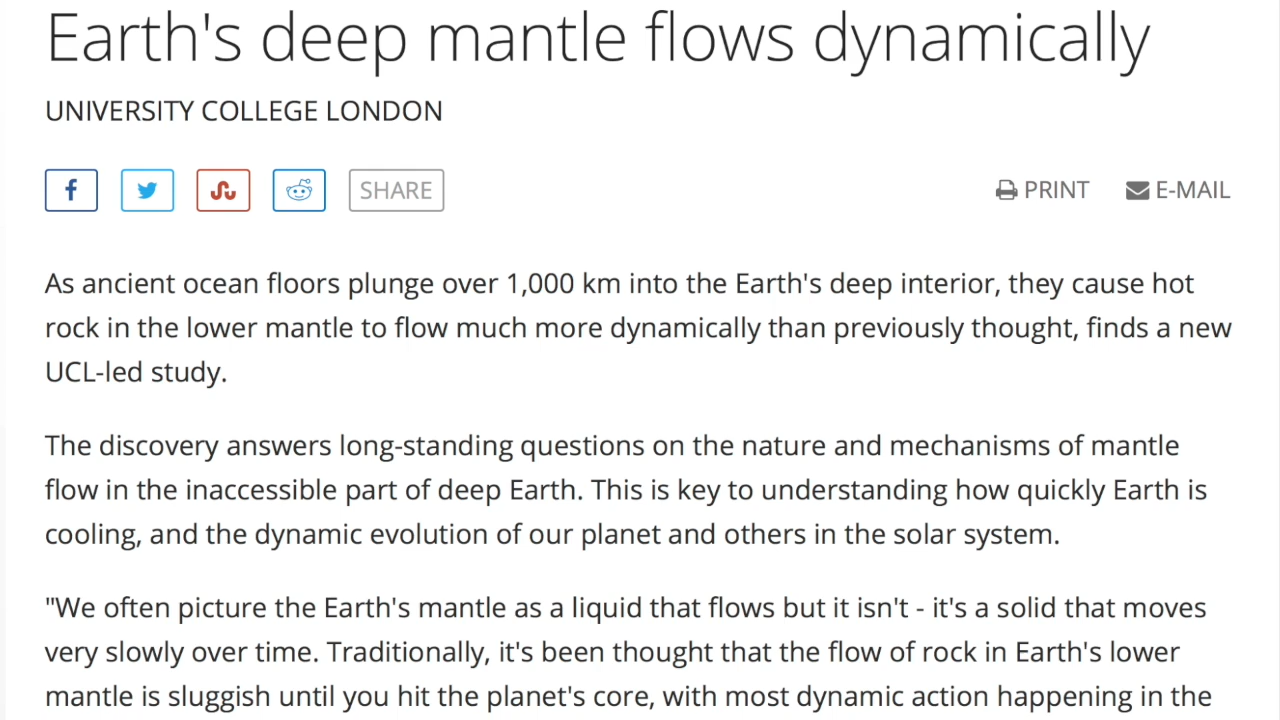 Earth's deep mantle flows dynamically
UNIVERSITY COLLEGE LONDON
f
SHARE
PRINT
E-MAIL
As ancient ocean floors plunge over 1,000 km into the Earth's deep interior, they cause hot
rock in the lower mantle to flow much more dynamically than previously thought, finds a new
UCL-led study.
The discovery answers long-standing questions on the nature and mechanisms of mantle
flow in the inaccessible part of deep Earth. This is key to understanding how quickly Earth is
cooling, and the dynamic evolution of our planet and others in the solar system.
"We often picture the Earth's mantle as a liquid that flows but it isn't - it's a solid that moves
very slowly over time. Traditionally, it's been thought that the flow of rock in Earth's lower
mantle is sluggish until you hit the planet's core, with most dynamic action happening in the